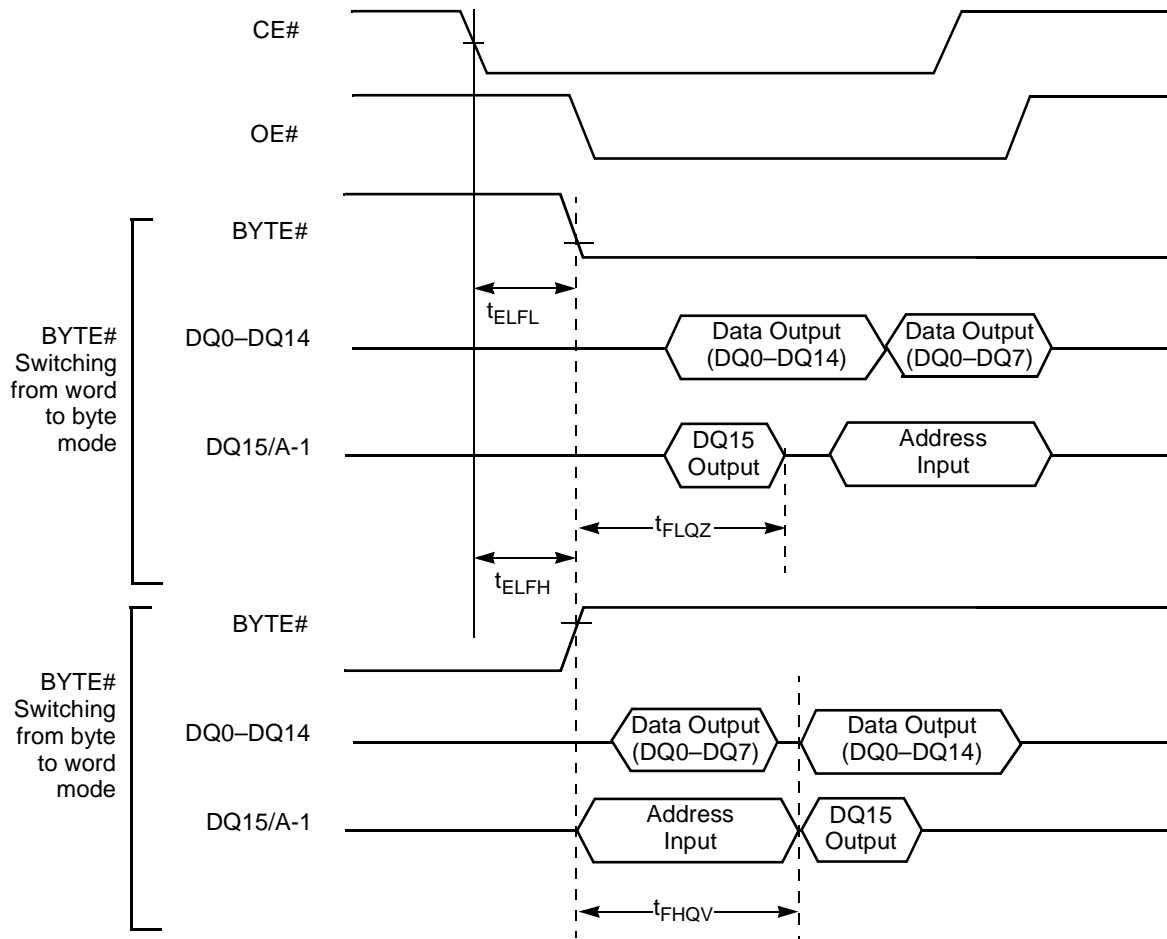 CE#
OE#
BYTE#
tELFL
BYTE#
Switching
from word
to byte
mode
DQ0–DQ14
Data Output
(DQ0–DQ14)
Data Output
(DQ0–DQ7)
DQ15/A-1
DQ15
Output
Address
Input
tFLQZ
tELFH
BYTE#
BYTE#
Switching
from byte
to word
mode
DQ0–DQ14
Data Output
(DQ0–DQ7)
Data Output
(DQ0–DQ14)
DQ15/A-1
Address
Input
DQ15
Output
tFHQV